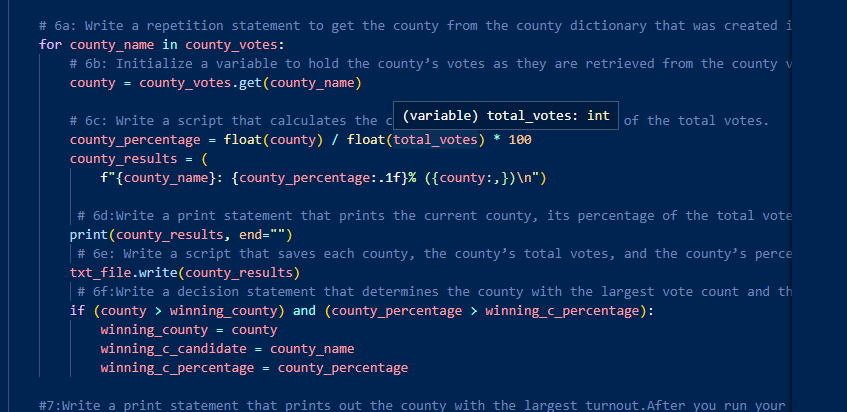 # 6a: Write a repetition statement to get the county from the county dictionary that was created i
for county_name in county_votes:
# 6b: Initialize a variable to hold the county’s votes as they are retrieved from the county v
county = county_votes.get(county_name)
# 6c: Write a script that calculates the c
(variable) total_votes: int
of the total votes.
county_percentage = float(county) / float(total_votes) * 100
county_results = (
f"{county_name}: {county_percentage:.1f}% ({county:,})\n")
# 6d:Write a print statement that prints the current county, its percentage of the total vote
print(county_results, end="")
# 6e: Write a script that saves each county, the county’s total votes, and the county’s perce
txt_file.write(county_results)
# 6f:Write a decision statement that determines the county with the largest vote count and th
if (county > winning_county) and (county_percentage > winning_c_percentage):
winning_county = county
winning_c_candidate = county_name
winning_c_percentage = county_percentage
#7:Write a print statement that prints out the county with the largest turnout.After you run your